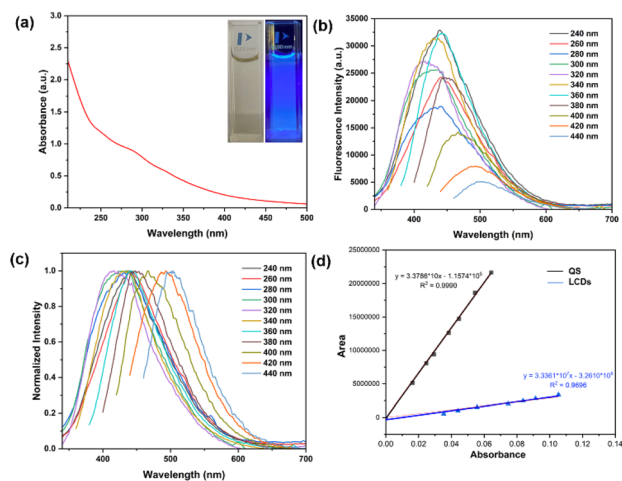 (a)
Absorbance (a.u.)
3.0
2.5
2.0
1.5
1.0
0.5
0.0
250
300
350
400
450
500
Wavelength (nm)
(b)
Fluorescence Intensity (a.u.)
35000
30000
25000
20000
15000
10000
5000
0
400
500
600
700
Wavelength (nm)
240 nm
260 nm
280 nm
300 nm
320 nm
340 nm
360 nm
380 nm
400 nm
420 nm
440 nm
(c)
Normalized Intensity
1.0
0.8
0.6
0.4
0.2
0.0
400
500
600
700
Wavelength (nm)
240 nm
260 nm
280 nm
300 nm
320 nm
340 nm
360 nm
380 nm
400 nm
420 nm
440 nm
(d)
Area
25000000
20000000
15000000
10000000
5000000
0
0.00
0.02
0.04
0.06
0.08
0.10
0.12
0.14
Absorbance
QS
LCDs
y = 3.3786*10x - 1.1574*10⁵
R² = 0.9990
y = 3.3361*10⁷x - 3.2610*10⁵
R² = 0.9696